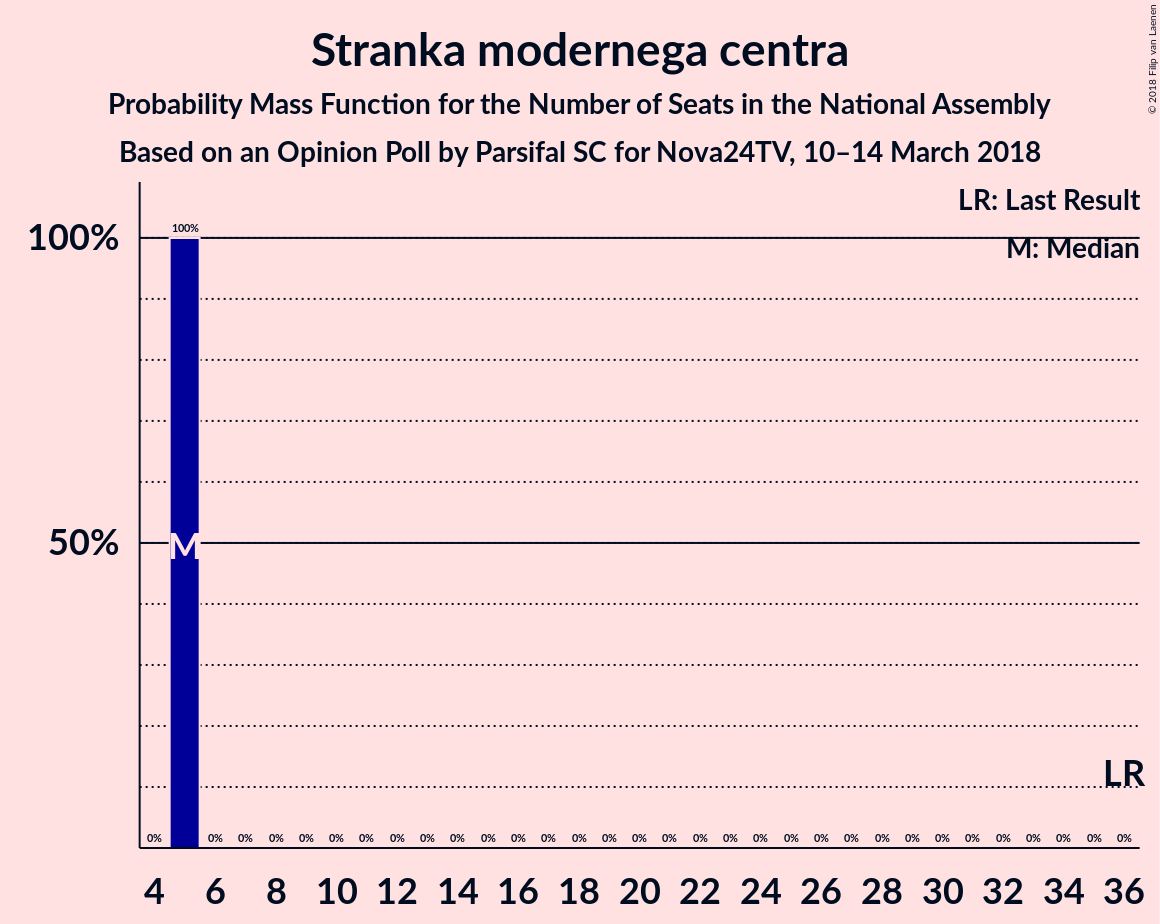 Stranka modernega centra
Probability Mass Function for the Number of Seats in the National Assembly
Based on an Opinion Poll by Parsifal SC for Nova24TV, 10–14 March 2018
© 2018 Filip van Laenen
LR: Last Result
M: Median
100%
50%
100%
M
LR
0% 0% 0% 0% 0% 0% 0% 0% 0% 0% 0% 0% 0% 0% 0% 0% 0% 0% 0% 0% 0% 0% 0% 0% 0% 0% 0% 0% 0% 0% 0% 0%
4 6 8 10 12 14 16 18 20 22 24 26 28 30 32 34 36